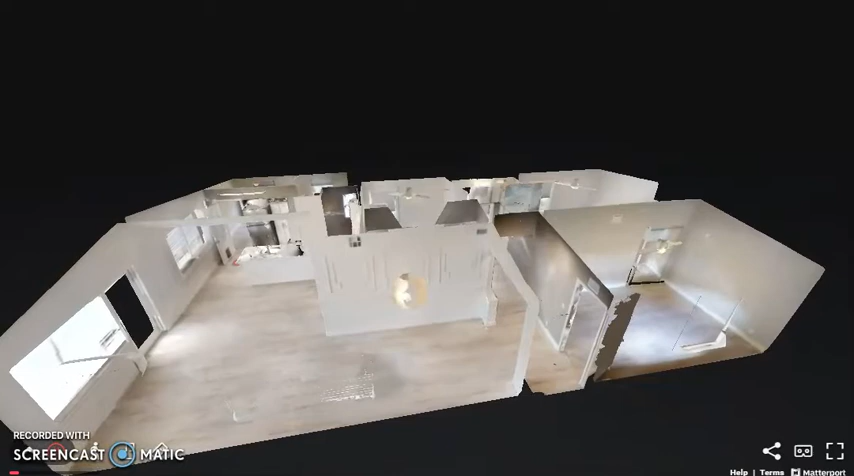 RECORDED WITH
SCREENCAST MATIC
Help | Terms | Matterport